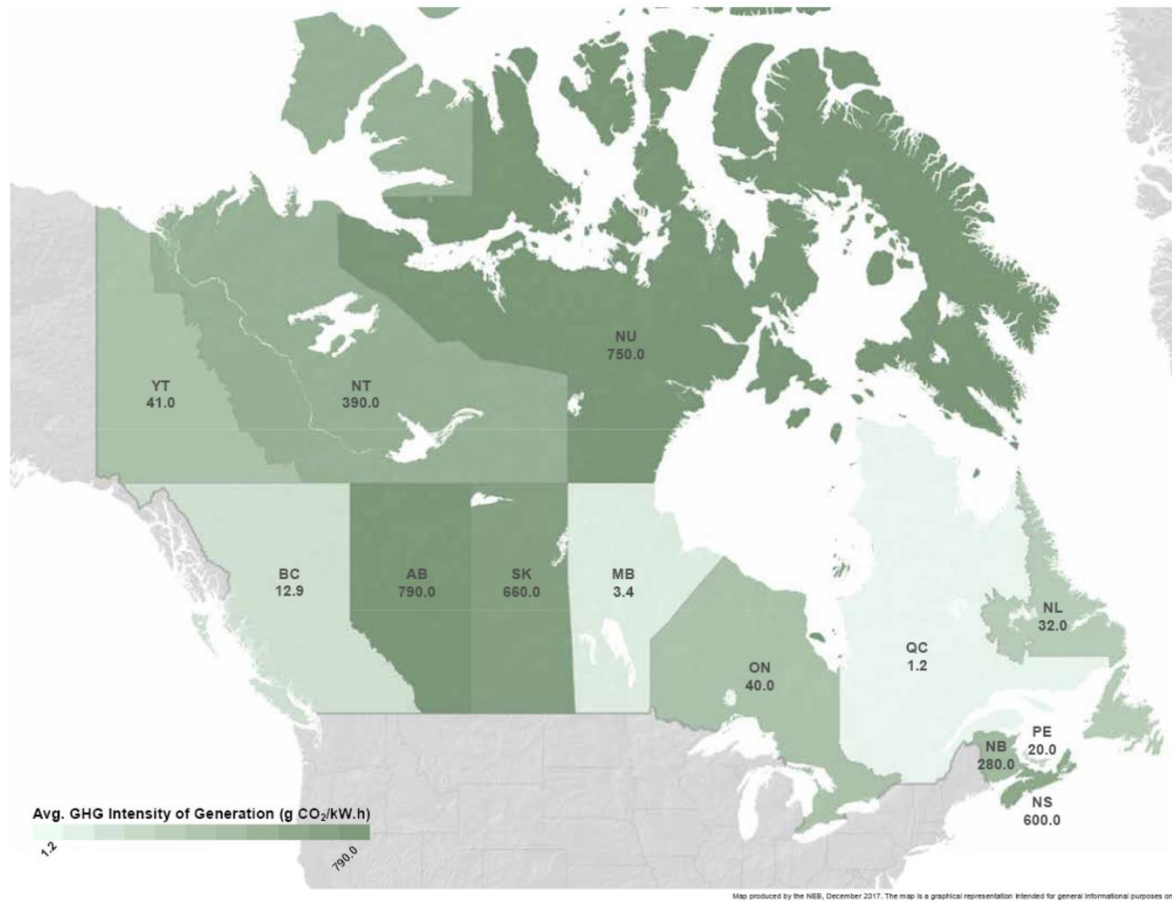 NU
750.0
YT
41.0
NT
390.0
BC
12.9
AB
790.0
SK
660.0
MB
3.4
ON
40.0
QC
1.2
NL
32.0
PE
20.0
NB
280.0
NS
600.0
Avg. GHG Intensity of Generation (g CO₂/kW.h)
1.2
790.0
Map produced by the NEB, December 2017. The map is a graphical representation intended for general informational purposes on